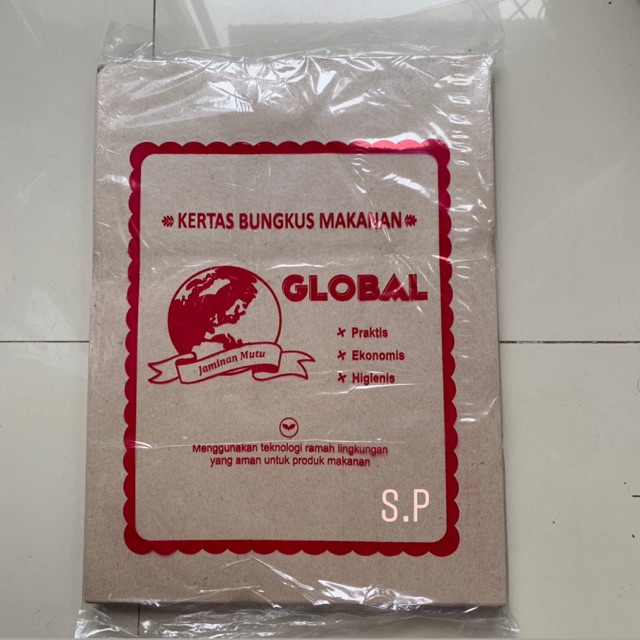 KERTAS BUNGKUS MAKANAN
GLOBAL
Jaminan Mutu
Praktis
Ekonomis
Higienis
Menggunakan teknologi ramah lingkungan
yang aman untuk produk makanan
S.P